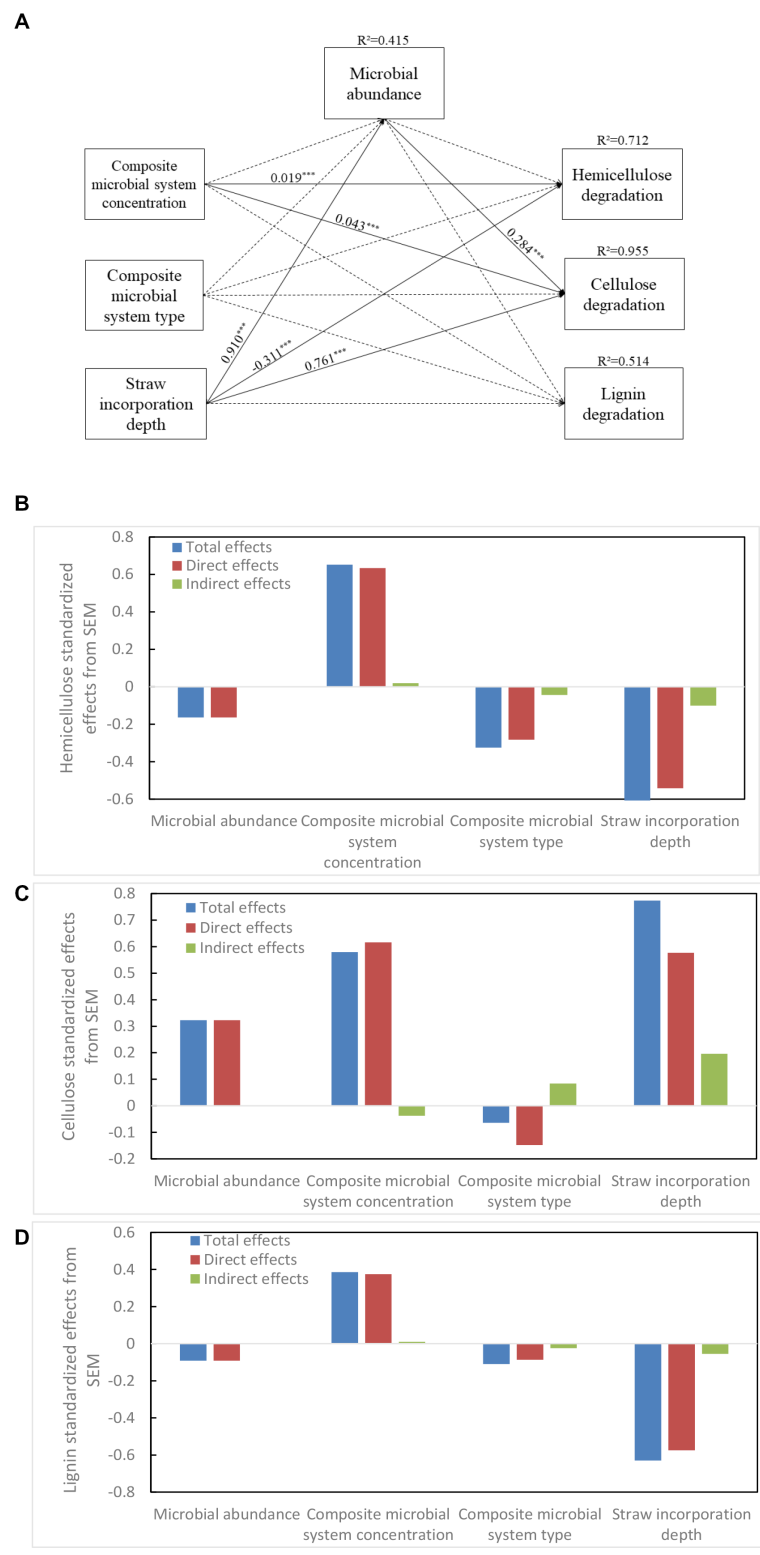 A
R²=0.415
Microbial
abundance
Composite
microbial system
concentration
R²=0.712
Hemicellulose
degradation
0.019***
0.043***
0.284***
Composite
microbial
system type
R²=0.955
Cellulose
degradation
0.910***
-0.311***
0.761***
Straw
incorporation
depth
R²=0.514
Lignin
degradation
B
Hemicellulose standardized
effects from SEM
0.8
0.6
0.4
0.2
0
-0.2
-0.4
-0.6
Total effects
Direct effects
Indirect effects
Microbial abundance
Composite microbial
system
concentration
Composite microbial
system type
Straw incorporation
depth
C
Cellulose standardized effects
from SEM
0.8
0.7
0.6
0.5
0.4
0.3
0.2
0.1
0
-0.1
-0.2
Total effects
Direct effects
Indirect effects
Microbial abundance
Composite microbial
system concentration
Composite microbial
system type
Straw incorporation
depth
D
Lignin standardized effects from
SEM
0.6
0.4
0.2
0
-0.2
-0.4
-0.6
-0.8
Total effects
Direct effects
Indirect effects
Microbial abundance
Composite microbial
system concentration
Composite microbial
system type
Straw incorporation
depth